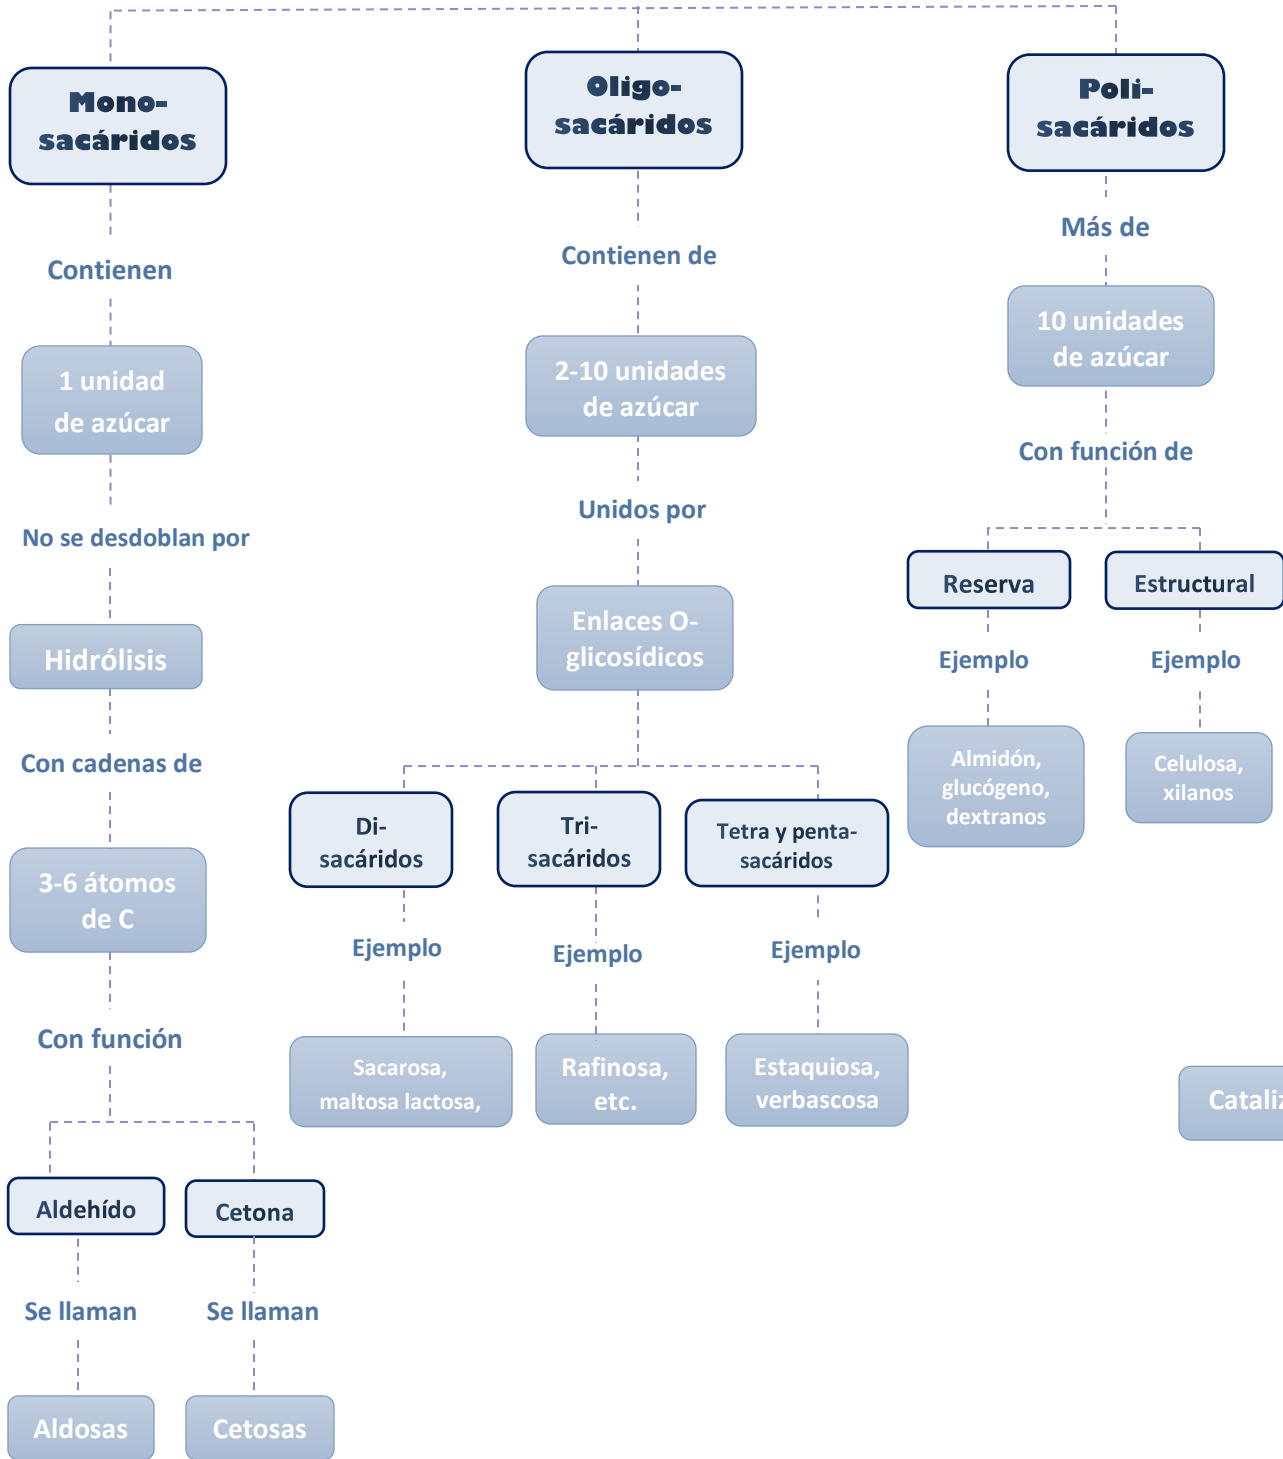 Mono-
sacáridos
Contienen
1 unidad
de azúcar
No se desdoblan por
Hidrólisis
Con cadenas de
3-6 átomos
de C
Con función
Aldehído
Se llaman
Aldosas
Cetona
Se llaman
Cetosas
Oligo-
sacáridos
Contienen de
2-10 unidades
de azúcar
Unidos por
Enlaces O-
glicosídicos
Di-
sacáridos
Ejemplo
Sacarosa,
maltosa lactosa,
Tri-
sacáridos
Ejemplo
Rafinosa,
etc.
Tetra y penta-
sacáridos
Ejemplo
Estaquiosa,
verbascosa
Poli-
sacáridos
Más de
10 unidades
de azúcar
Con función de
Reserva
Ejemplo
Almidón,
glucógeno,
dextranos
Estructural
Ejemplo
Celulosa,
xilanos